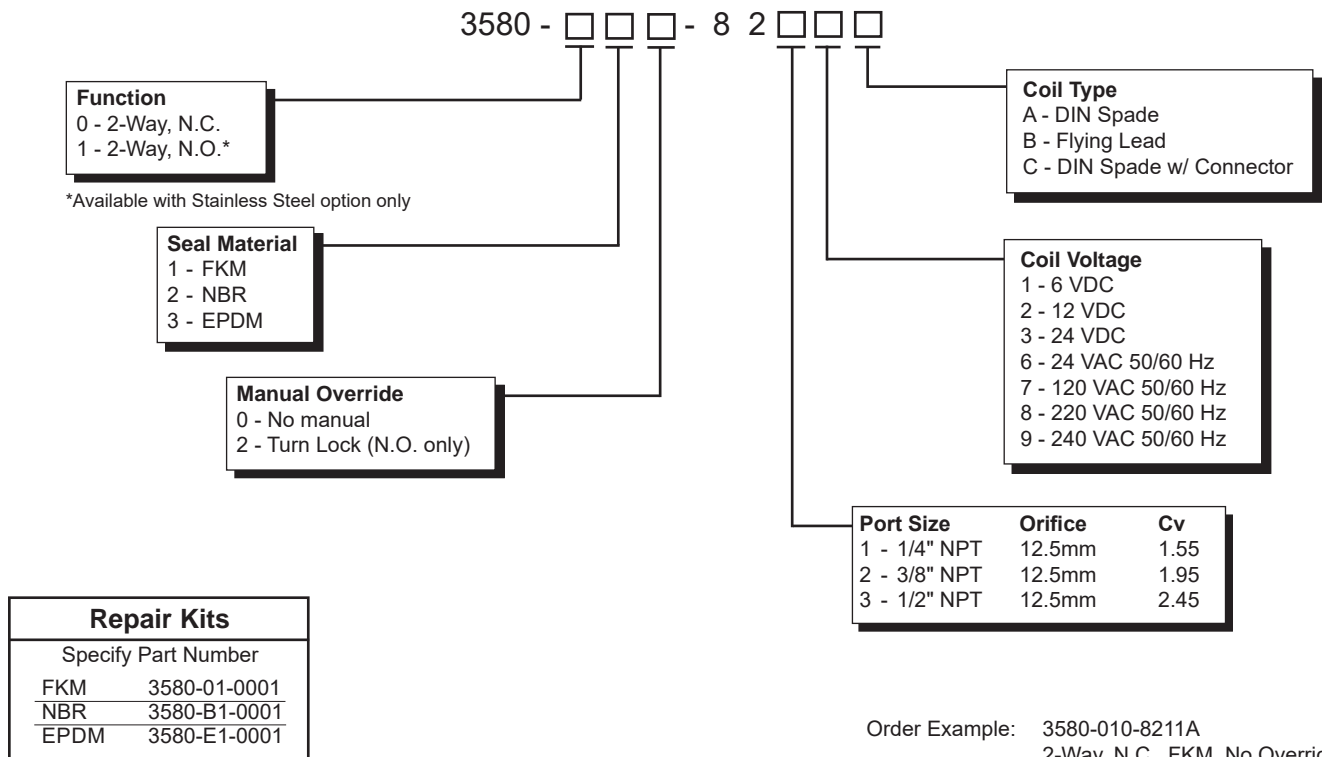 3580 - □ □ □ - 8 2 □ □ □
Function
0 - 2-Way, N.C.
1 - 2-Way, N.O.*
*Available with Stainless Steel option only
Seal Material
1 - FKM
2 - NBR
3 - EPDM
Manual Override
0 - No manual
2 - Turn Lock (N.O. only)
Coil Type
A - DIN Spade
B - Flying Lead
C - DIN Spade w/ Connector
Coil Voltage
1 - 6 VDC
2 - 12 VDC
3 - 24 VDC
6 - 24 VAC 50/60 Hz
7 - 120 VAC 50/60 Hz
8 - 220 VAC 50/60 Hz
9 - 240 VAC 50/60 Hz
Port Size Orifice Cv
1 - 1/4" NPT 12.5mm 1.55
2 - 3/8" NPT 12.5mm 1.95
3 - 1/2" NPT 12.5mm 2.45
Repair Kits
Specify Part Number
FKM 3580-01-0001
NBR 3580-B1-0001
EPDM 3580-E1-0001
Order Example: 3580-010-8211A
2-Way, N.C., FKM, No